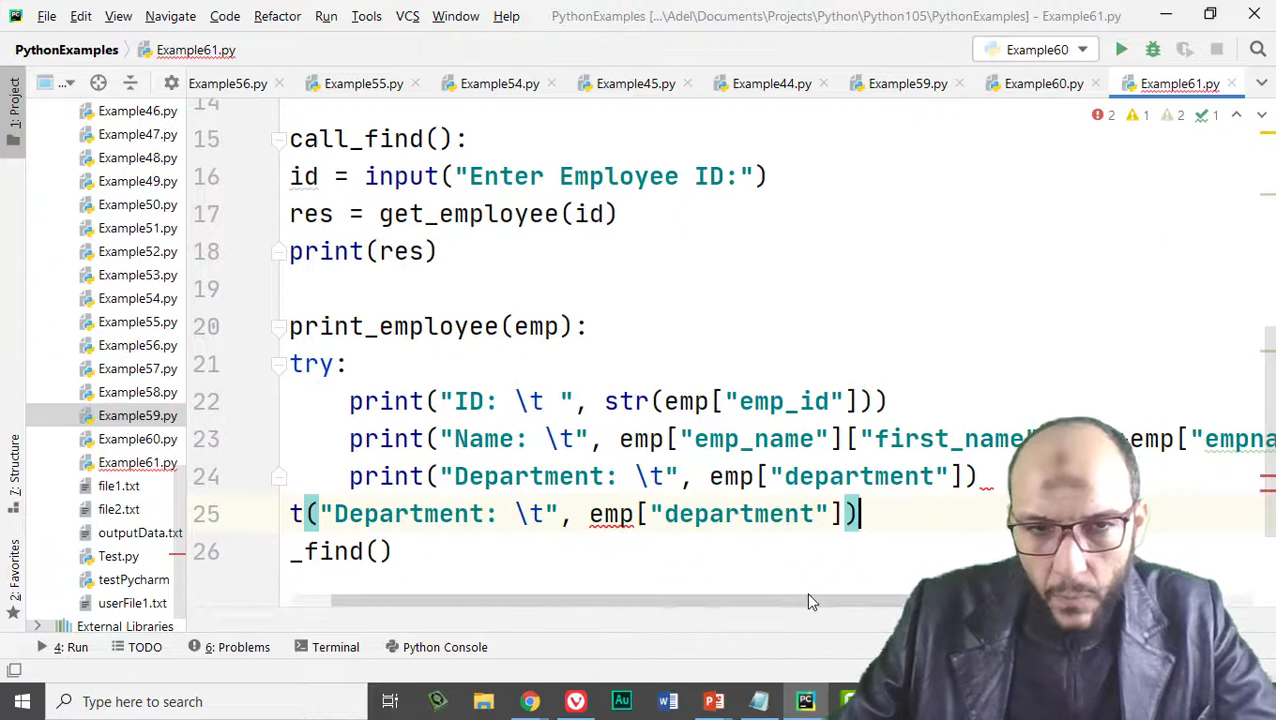 File Edit View Navigate Code Refactor Run Tools VCS Window Help PythonExamples [...\Adel\Documents\Projects\Python\Python105\PythonExamples] - Example61.py
PythonExamples Example61.py Example60
... Example56.py Example55.py Example54.py Example45.py Example44.py Example59.py Example60.py Example61.py
1: Project
Example46.py
Example47.py
Example48.py
Example49.py
Example50.py
Example51.py
Example52.py
Example53.py
Example54.py
Example55.py
Example56.py
Example57.py
Example58.py
Example59.py
Example60.py
Example61.py
file1.txt
file2.txt
outputData.txt
Test.py
testPycharm
userFile1.txt
External Libraries
7: Structure
2: Favorites
2 1 2 1
14
15 call_find():
16 id = input("Enter Employee ID:")
17 res = get_employee(id)
18 print(res)
19
20 print_employee(emp):
21 try:
22 print("ID: \t ", str(emp["emp_id"]))
23 print("Name: \t", emp["emp_name"]["first_name" emp["empna
24 print("Department: \t", emp["department"])
25 t("Department: \t", emp["department"])
26 _find()
4: Run TODO 6: Problems Terminal Python Console
Type here to search